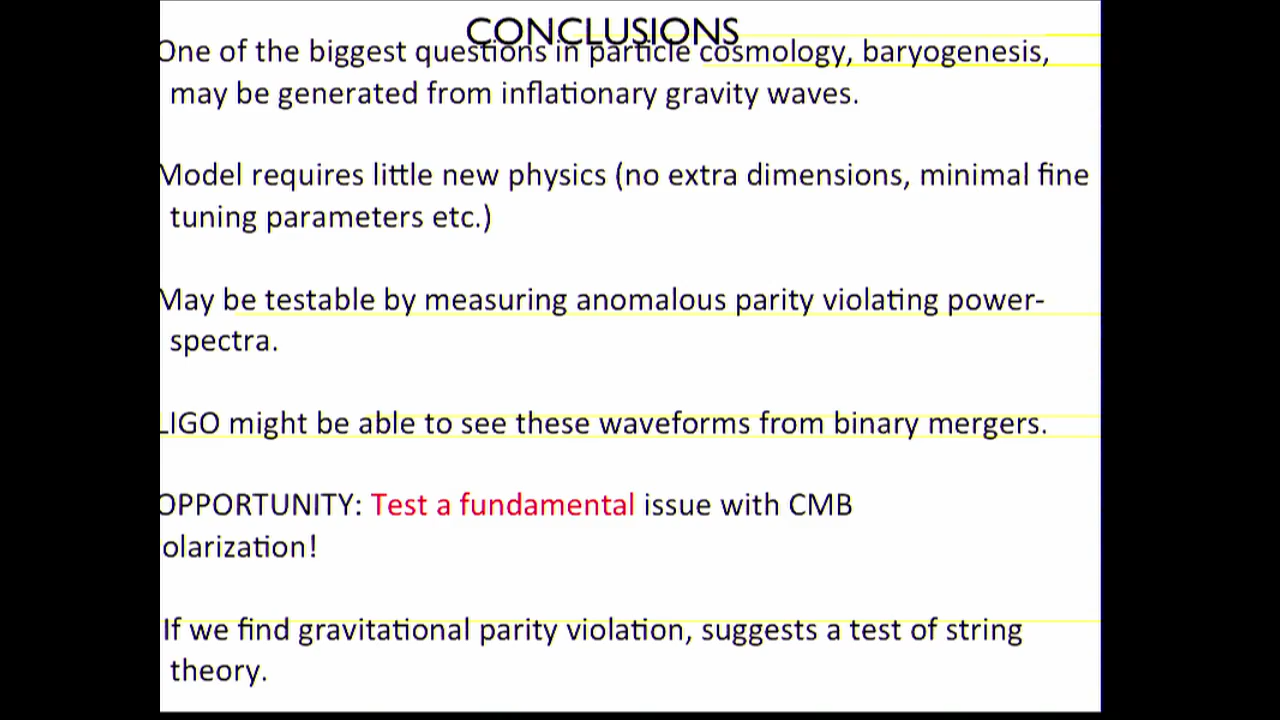 CONCLUSIONS
One of the biggest questions in particle cosmology, baryogenesis,
may be generated from inflationary gravity waves.
Model requires little new physics (no extra dimensions, minimal fine
tuning parameters etc.)
May be testable by measuring anomalous parity violating power-
spectra.
LIGO might be able to see these waveforms from binary mergers.
OPPORTUNITY: Test a fundamental issue with CMB
olarization!
If we find gravitational parity violation, suggests a test of string
theory.